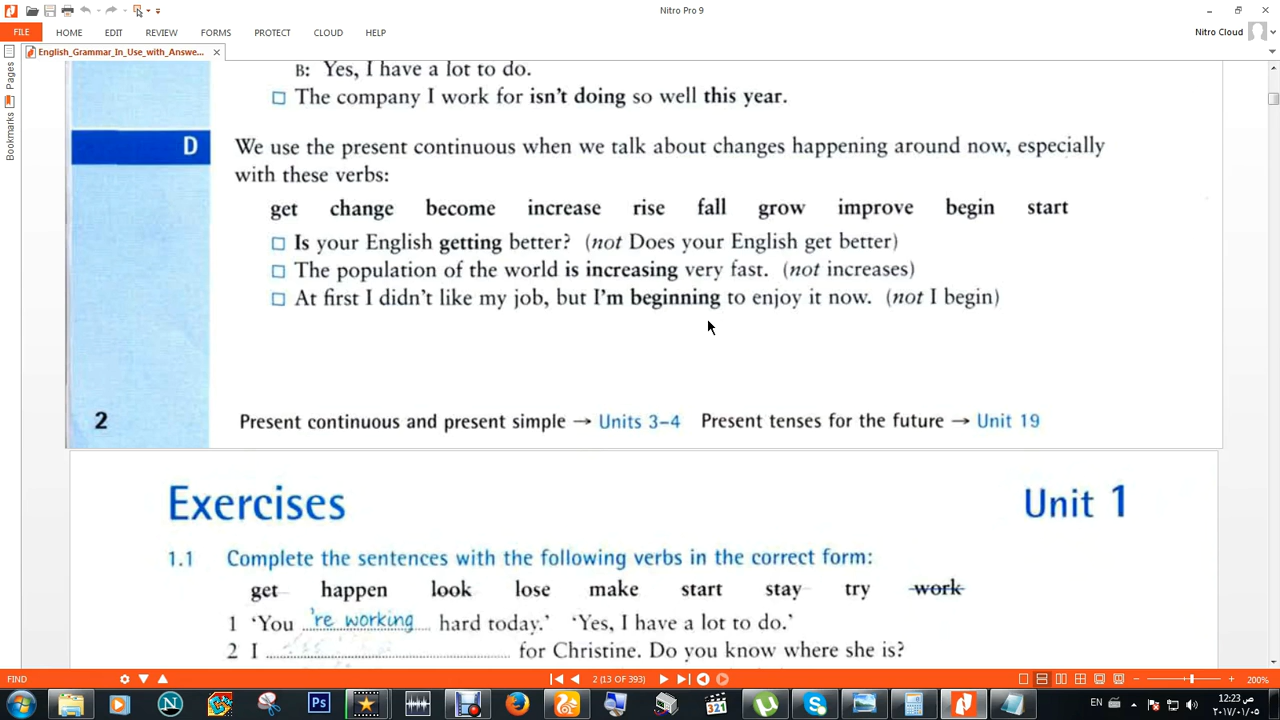 Nitro Pro 9
FILE HOME EDIT REVIEW FORMS PROTECT CLOUD HELP
Nitro Cloud
English_Grammar_In_Use_with_Answe...
Pages
Bookmarks
B: Yes, I have a lot to do.
The company I work for isn't doing so well this year.
D
We use the present continuous when we talk about changes happening around now, especially
with these verbs:
get change become increase rise fall grow improve begin start
Is your English getting better? (not Does your English get better)
The population of the world is increasing very fast. (not increases)
At first I didn't like my job, but I'm beginning to enjoy it now. (not I begin)
2
Present continuous and present simple → Units 3–4 Present tenses for the future → Unit 19
Exercises Unit 1
1.1 Complete the sentences with the following verbs in the correct form:
get happen look lose make start stay try work
1 'You 're working hard today.' 'Yes, I have a lot to do.'
2 I ........ for Christine. Do you know where she is?
FIND
2 (13 OF 393)
200%
Ps
321
EN
12:23 ص
٢٠١٧/٠١/٠٥